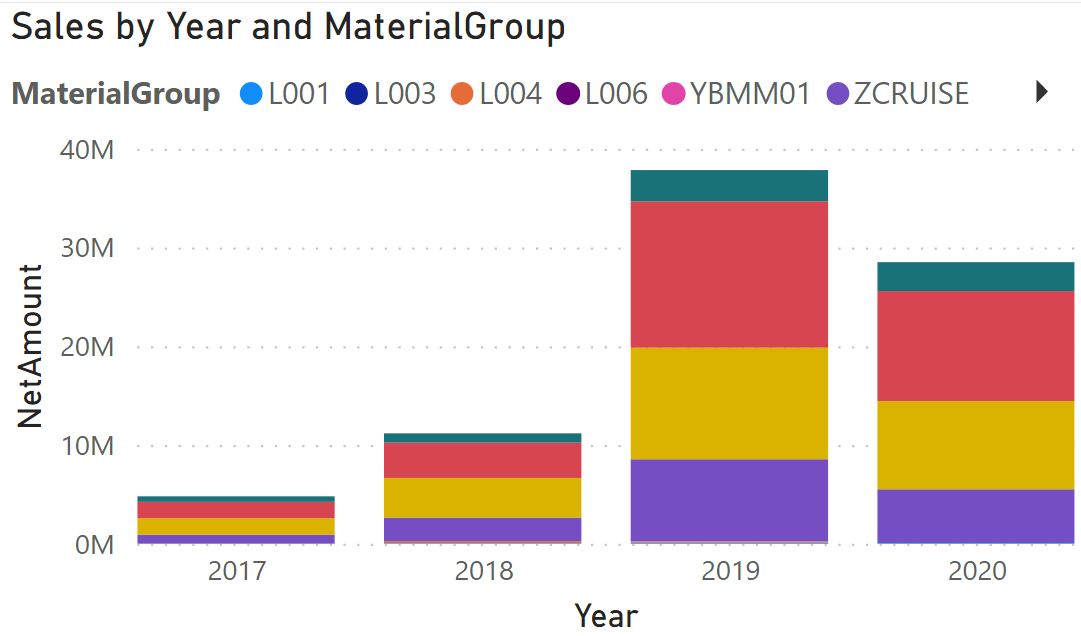 Sales by Year and MaterialGroup
MaterialGroup L001 L003 L004 L006 YBMM01 ZCRUISE
40M
30M
20M
10M
0M
NetAmount
2017 2018 2019 2020
Year